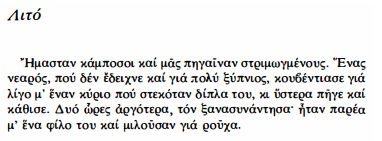 Λιτό
Ἤμασταν κάμποσοι καί μᾶς πηγαῖναν στριμωγμένους. Ἕνας
νεαρός, πού δέν ἔδειχνε καί γιά πολύ ξύπνιος, κουβέντιασε γιά
λίγο μ' ἕναν κύριο πού στεκόταν δίπλα του, κι ὕστερα πῆγε καί
κάθισε. Δυό ὧρες ἀργότερα, τόν ξανασυνάντησα· ἦταν παρέα
μ' ἕνα φίλο του καί μιλοῦσαν γιά ροῦχα.